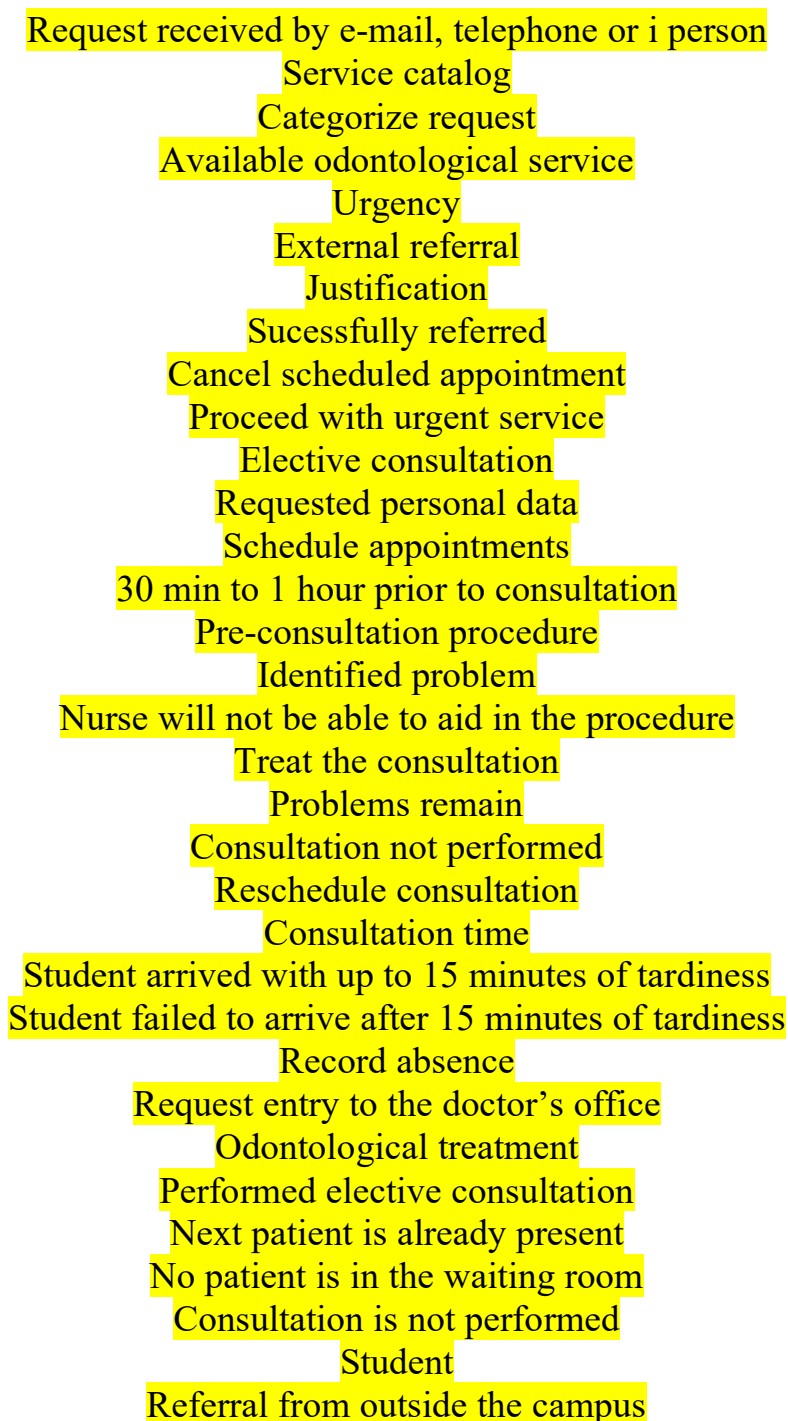 Request received by e-mail, telephone or i person
Service catalog
Categorize request
Available odontological service
Urgency
External referral
Justification
Sucessfully referred
Cancel scheduled appointment
Proceed with urgent service
Elective consultation
Requested personal data
Schedule appointments
30 min to 1 hour prior to consultation
Pre-consultation procedure
Identified problem
Nurse will not be able to aid in the procedure
Treat the consultation
Problems remain
Consultation not performed
Reschedule consultation
Consultation time
Student arrived with up to 15 minutes of tardiness
Student failed to arrive after 15 minutes of tardiness
Record absence
Request entry to the doctor’s office
Odontological treatment
Performed elective consultation
Next patient is already present
No patient is in the waiting room
Consultation is not performed
Student
Referral from outside the campus